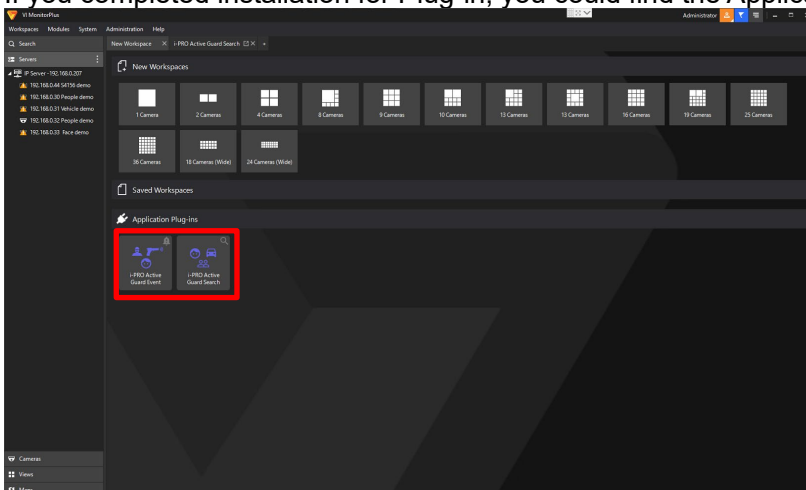 If you completed installation for Plug-in, you could find the Applic
VI MonitorPlus
Administrator
Workspaces Modules System Administration Help
Search
New Workspace
i-PRO Active Guard Search
Servers
New Workspaces
IP Server - 192.168.0.207
192.168.0.44 S4156 demo
192.168.0.30 People demo
192.168.0.31 Vehicle demo
192.168.0.32 People demo
192.168.0.33 Face demo
1 Camera
2 Cameras
4 Cameras
8 Cameras
9 Cameras
10 Cameras
13 Cameras
13 Cameras
16 Cameras
19 Cameras
25 Cameras
36 Cameras
18 Cameras (Wide)
24 Cameras (Wide)
Saved Workspaces
Application Plug-ins
i-PRO Active
Guard Event
i-PRO Active
Guard Search
Cameras
Views
Maps